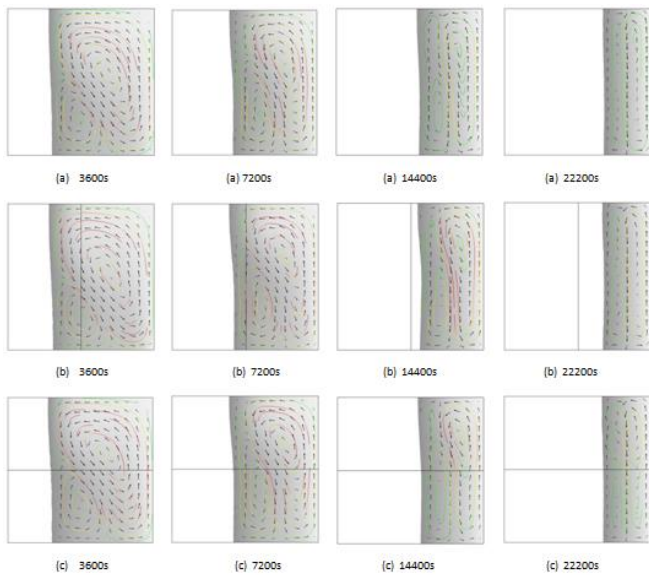 (a) 3600s
(a) 7200s
(a) 14400s
(a) 22200s
(b) 3600s
(b) 7200s
(b) 14400s
(b) 22200s
(c) 3600s
(c) 7200s
(c) 14400s
(c) 22200s